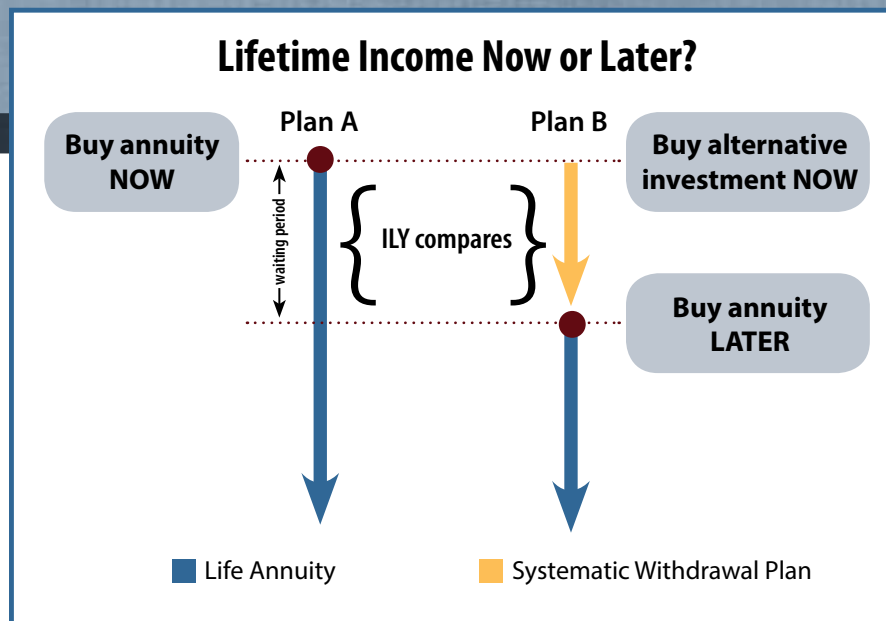 Lifetime Income Now or Later?
Plan A
Plan B
Buy annuity
NOW
Buy alternative
investment NOW
waiting period
ILY compares
Buy annuity
LATER
Life Annuity
Systematic Withdrawal Plan